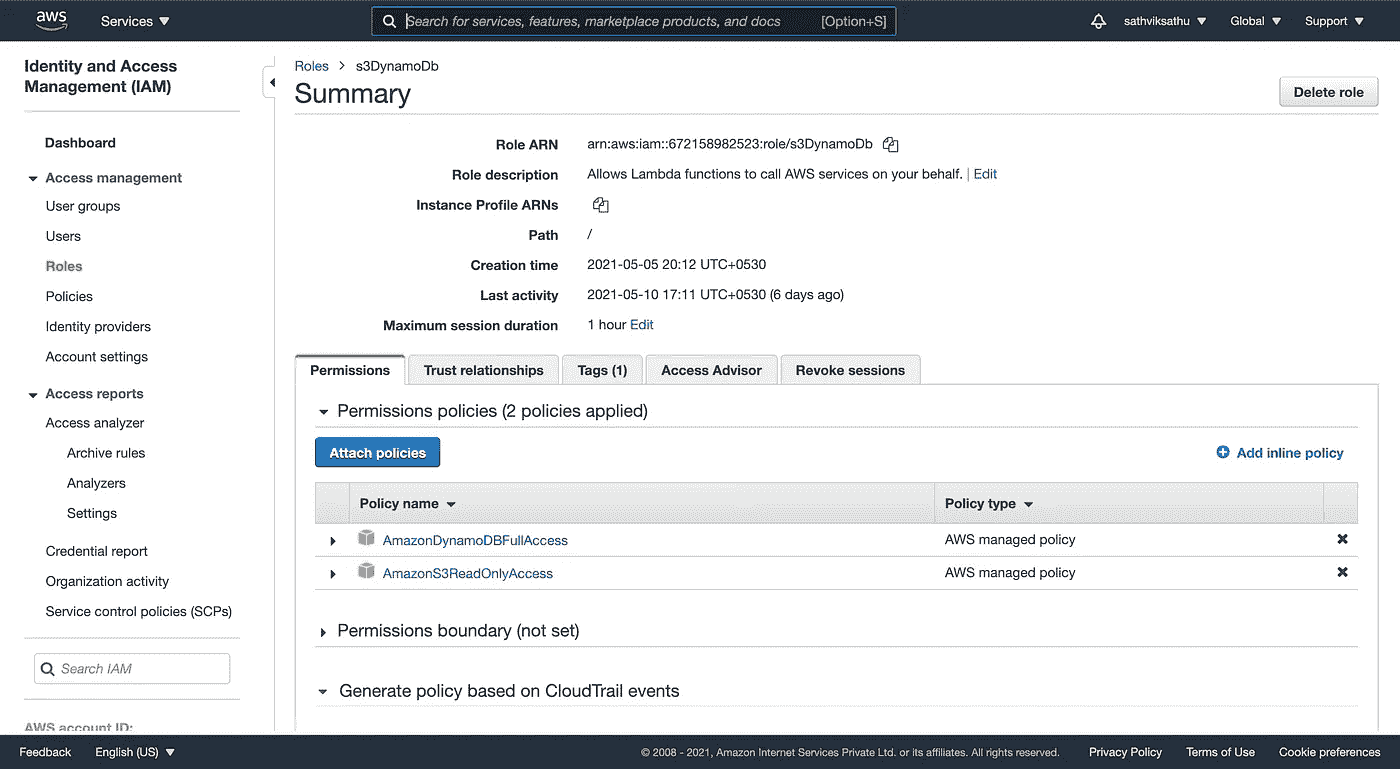 aws Services Search for services, features, marketplace products, and docs [Option+S] sathviksathu Global Support
Identity and Access
Management (IAM)
Dashboard
Access management
User groups
Users
Roles
Policies
Identity providers
Account settings
Access reports
Access analyzer
Archive rules
Analyzers
Settings
Credential report
Organization activity
Service control policies (SCPs)
Search IAM
AWS account ID:
Roles > s3DynamoDb
Summary
Delete role
Role ARN arn:aws:iam::672158982523:role/s3DynamoDb
Role description Allows Lambda functions to call AWS services on your behalf. | Edit
Instance Profile ARNs
Path /
Creation time 2021-05-05 20:12 UTC+0530
Last activity 2021-05-10 17:11 UTC+0530 (6 days ago)
Maximum session duration 1 hour Edit
Permissions Trust relationships Tags (1) Access Advisor Revoke sessions
Permissions policies (2 policies applied)
Attach policies Add inline policy
Policy name Policy type
AmazonDynamoDBFullAccess AWS managed policy
AmazonS3ReadOnlyAccess AWS managed policy
Permissions boundary (not set)
Generate policy based on CloudTrail events
Feedback English (US) © 2008 - 2021, Amazon Internet Services Private Ltd. or its affiliates. All rights reserved. Privacy Policy Terms of Use Cookie preferences